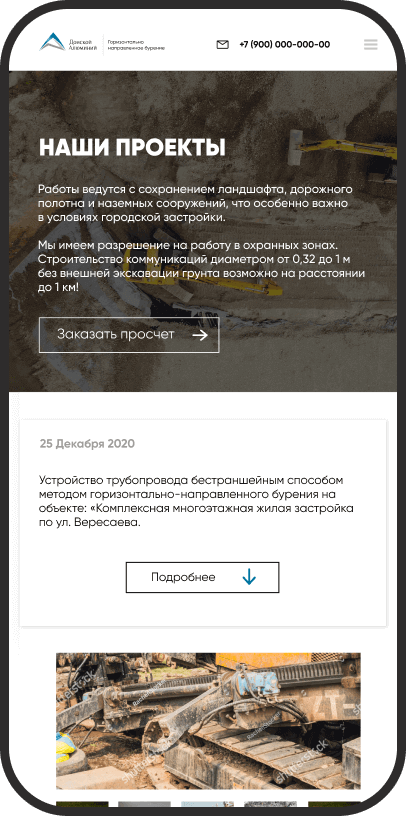 Донской
Алюминий
Горизонтально
направленное бурение
+7 (900) 000-000-00
НАШИ ПРОЕКТЫ
Работы ведутся с сохранением ландшафта, дорожного
полотна и наземных сооружений, что особенно важно
в условиях городской застройки.
Мы имеем разрешение на работу в охранных зонах.
Строительство коммуникаций диаметром от 0,32 до 1 м
без внешней экскавации грунта возможно на расстоянии
до 1 км!
Заказать просчет
25 Декабря 2020
Устройство трубопровода бестраншейным способом
методом горизонтально-направленного бурения на
объекте: «Комплексная многоэтажная жилая застройка
по ул. Вересаева.
Подробнее
shutterstock
shutterstock